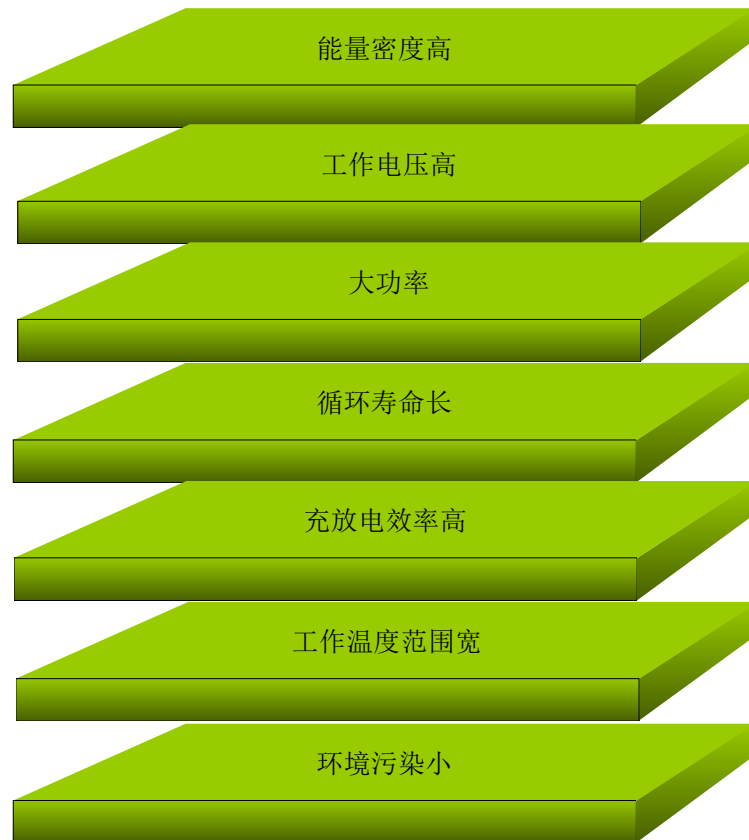 能量密度高
工作电压高
大功率
循环寿命长
充放电效率高
工作温度范围宽
环境污染小